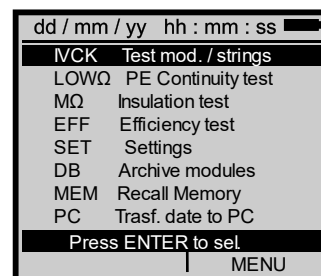 dd / mm / yy hh : mm : ss
IVCK Test mod. / strings
LOWΩ PE Continuity test
MΩ Insulation test
EFF Efficiency test
SET Settings
DB Archive modules
MEM Recall Memory
PC Trasf. date to PC
Press ENTER to sel.
MENU